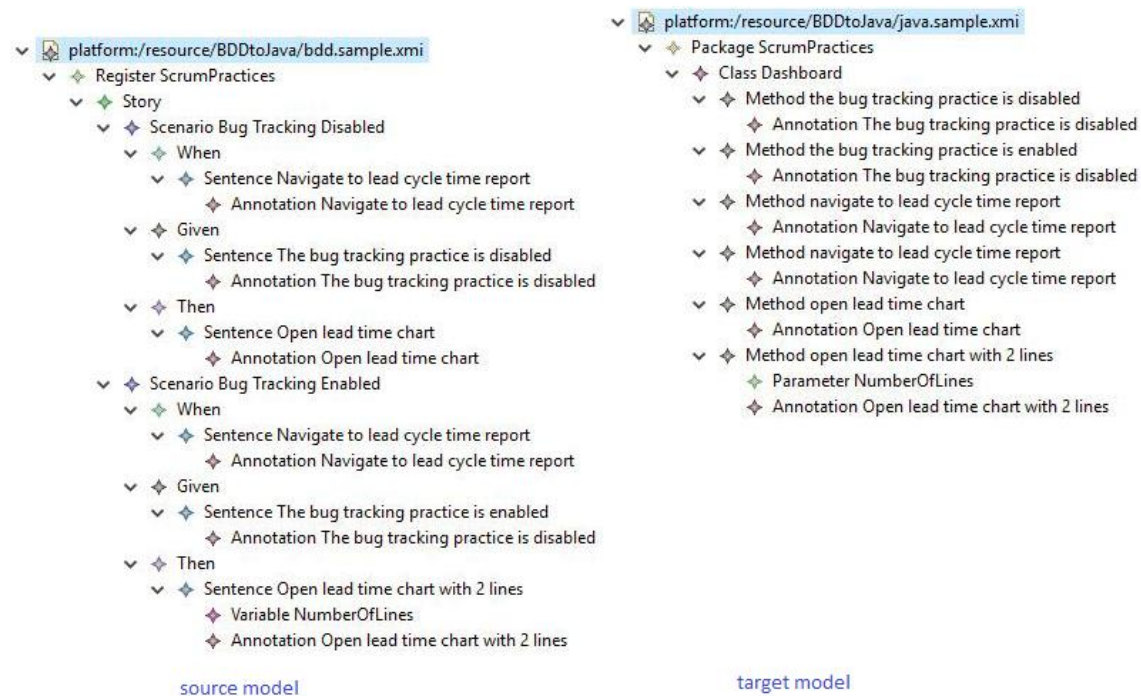 platform:/resource/BDDtoJava/bdd.sample.xmi
Register ScrumPractices
Story
Scenario Bug Tracking Disabled
When
Sentence Navigate to lead cycle time report
Annotation Navigate to lead cycle time report
Given
Sentence The bug tracking practice is disabled
Annotation The bug tracking practice is disabled
Then
Sentence Open lead time chart
Annotation Open lead time chart
Scenario Bug Tracking Enabled
When
Sentence Navigate to lead cycle time report
Annotation Navigate to lead cycle time report
Given
Sentence The bug tracking practice is enabled
Annotation The bug tracking practice is disabled
Then
Sentence Open lead time chart with 2 lines
Variable NumberOfLines
Annotation Open lead time chart with 2 lines
source model
platform:/resource/BDDtoJava/java.sample.xmi
Package ScrumPractices
Class Dashboard
Method the bug tracking practice is disabled
Annotation The bug tracking practice is disabled
Method the bug tracking practice is enabled
Annotation The bug tracking practice is disabled
Method navigate to lead cycle time report
Annotation Navigate to lead cycle time report
Method navigate to lead cycle time report
Annotation Navigate to lead cycle time report
Method open lead time chart
Annotation Open lead time chart
Method open lead time chart with 2 lines
Parameter NumberOfLines
Annotation Open lead time chart with 2 lines
target model